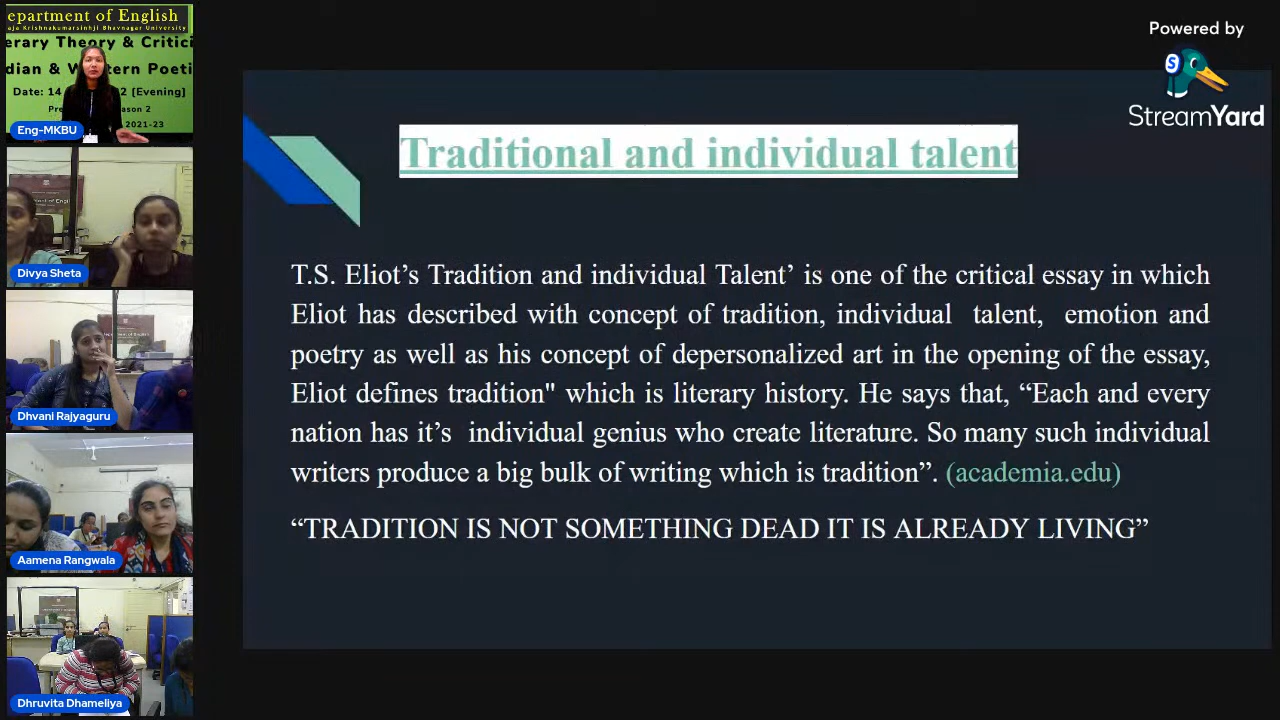 epartment of English
aja Krishnakumarsinhji Bhavnagar University
erary Theory & Critici
dian & W tern Poeti
Date: 14 2 [Evening]
2021-23
Eng-MKBU
Divya Sheta
Dhvani Rajyaguru
Aamena Rangwala
Dhruvita Dhameliya
Powered by
StreamYard
Traditional and individual talent
T.S. Eliot’s Tradition and individual Talent’ is one of the critical essay in which
Eliot has described with concept of tradition, individual talent, emotion and
poetry as well as his concept of depersonalized art in the opening of the essay,
Eliot defines tradition" which is literary history. He says that, “Each and every
nation has it’s individual genius who create literature. So many such individual
writers produce a big bulk of writing which is tradition”. (academia.edu)
“TRADITION IS NOT SOMETHING DEAD IT IS ALREADY LIVING”